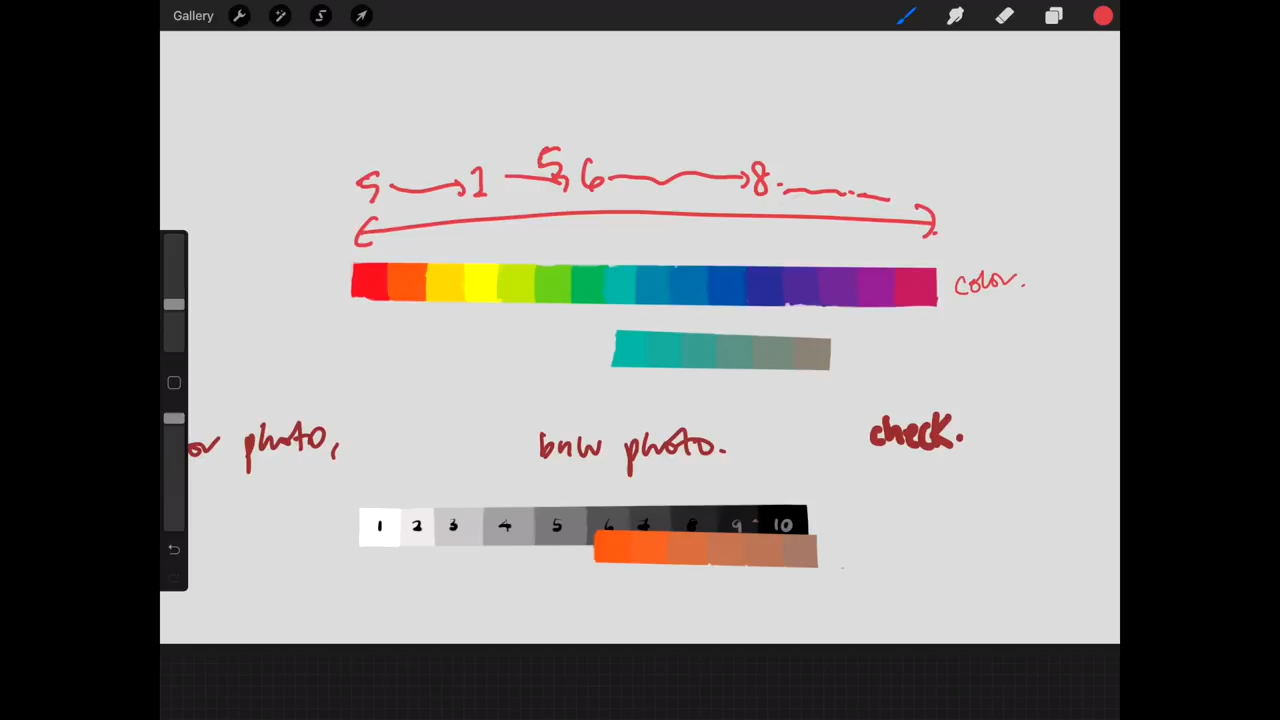 Gallery
5 1 5 6 8
color.
photo,
bnw photo.
check.
1 2 3 4 5 6 7 8 9 10